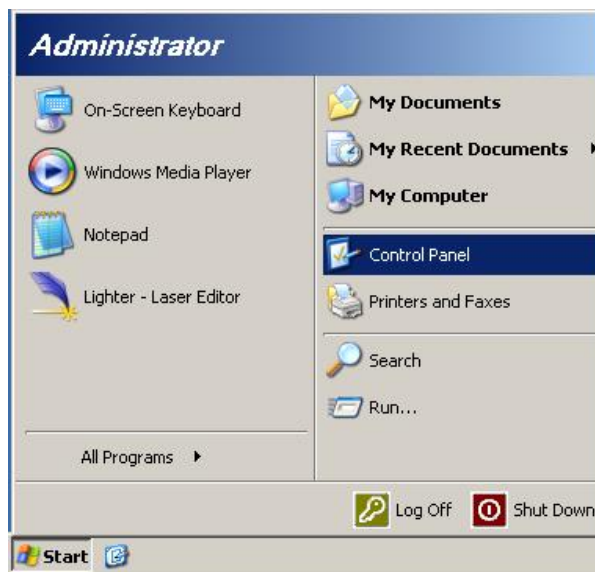 Administrator
On-Screen Keyboard
Windows Media Player
Notepad
Lighter - Laser Editor
All Programs
My Documents
My Recent Documents
My Computer
Control Panel
Printers and Faxes
Search
Run...
Log Off
Shut Down
Start